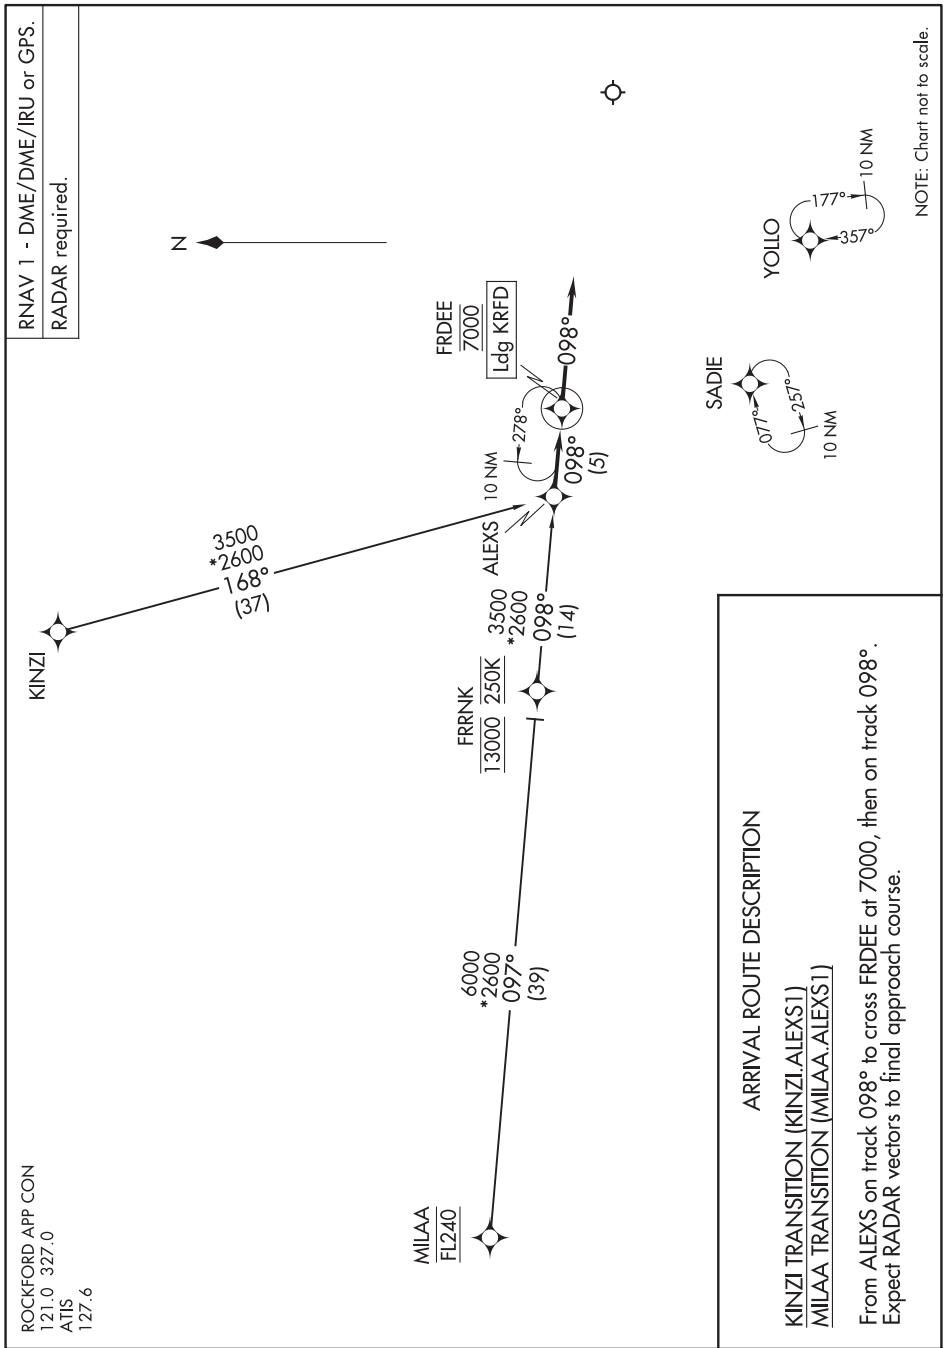 ROCKFORD APP CON
121.0 327.0
ATIS
127.6
RNAV 1 - DME/DME/IRU or GPS.
RADAR required.
N
KINZI
3500
*2600
168°
(37)
MILAA
FL240
6000
*2600
097°
(39)
FRRNK
13000 250K
3500
*2600
098°
(14)
ALEXS
10 NM
278°
098°
(5)
FRDEE
7000
Ldg KRFD
098°
SADIE
077°
257°
10 NM
YOLLO
177°
357°
10 NM
NOTE: Chart not to scale.
ARRIVAL ROUTE DESCRIPTION
KINZI TRANSITION (KINZI.ALEXS1)
MILAA TRANSITION (MILAA.ALEXS1)
From ALEXS on track 098° to cross FRDEE at 7000, then on track 098°.
Expect RADAR vectors to final approach course.